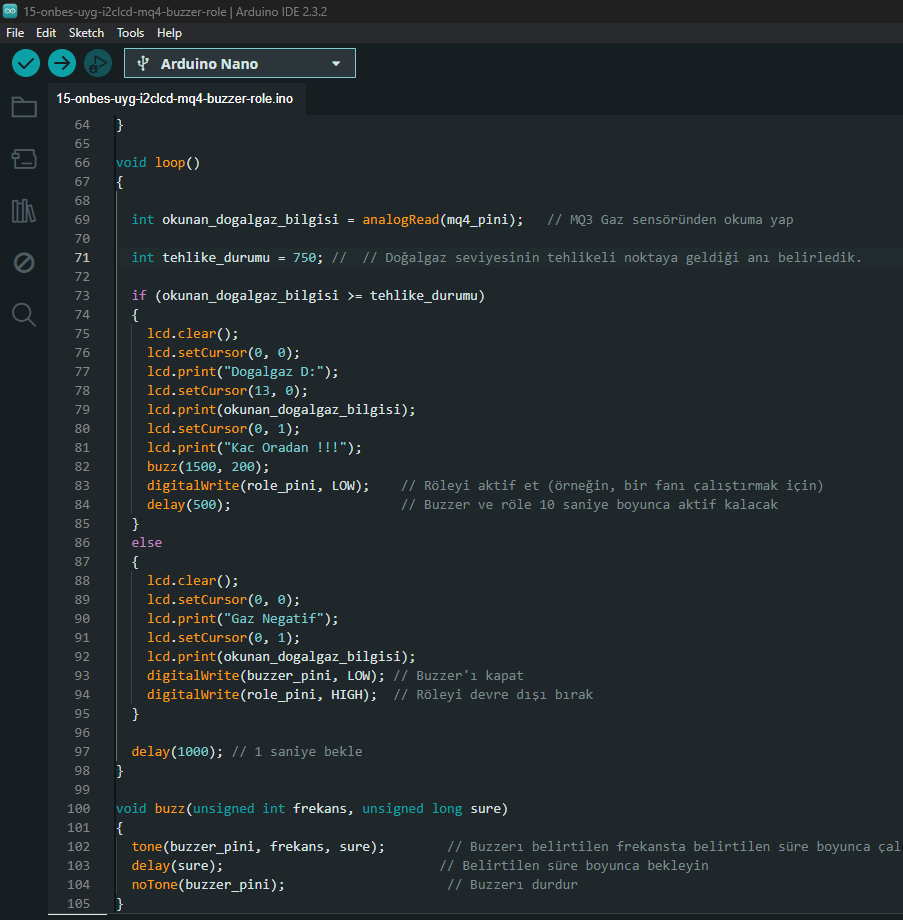 15-onbes-uyg-i2clcd-mq4-buzzer-role | Arduino IDE 2.3.2
File Edit Sketch Tools Help
Arduino Nano
15-onbes-uyg-i2clcd-mq4-buzzer-role.ino
64 }
65
66 void loop()
67 {
68
69 int okunan_dogalgaz_bilgisi = analogRead(mq4_pini); // MQ3 Gaz sensöründen okuma yap
70
71 int tehlike_durumu = 750; // // Doğalgaz seviyesinin tehlikeli noktaya geldiği anı belirledik.
72
73 if (okunan_dogalgaz_bilgisi >= tehlike_durumu)
74 {
75 lcd.clear();
76 lcd.setCursor(0, 0);
77 lcd.print("Dogalgaz D:");
78 lcd.setCursor(13, 0);
79 lcd.print(okunan_dogalgaz_bilgisi);
80 lcd.setCursor(0, 1);
81 lcd.print("Kac Oradan !!!");
82 buzz(1500, 200);
83 digitalWrite(role_pini, LOW); // Röleyi aktif et (örneğin, bir fanı çalıştırmak için)
84 delay(500); // Buzzer ve röle 10 saniye boyunca aktif kalacak
85 }
86 else
87 {
88 lcd.clear();
89 lcd.setCursor(0, 0);
90 lcd.print("Gaz Negatif");
91 lcd.setCursor(0, 1);
92 lcd.print(okunan_dogalgaz_bilgisi);
93 digitalWrite(buzzer_pini, LOW); // Buzzer'ı kapat
94 digitalWrite(role_pini, HIGH); // Röleyi devre dışı bırak
95 }
96
97 delay(1000); // 1 saniye bekle
98 }
99
100 void buzz(unsigned int frekans, unsigned long sure)
101 {
102 tone(buzzer_pini, frekans, sure); // Buzzerı belirtilen frekansta belirtilen süre boyunca çal
103 delay(sure); // Belirtilen süre boyunca bekleyin
104 noTone(buzzer_pini); // Buzzerı durdur
105 }